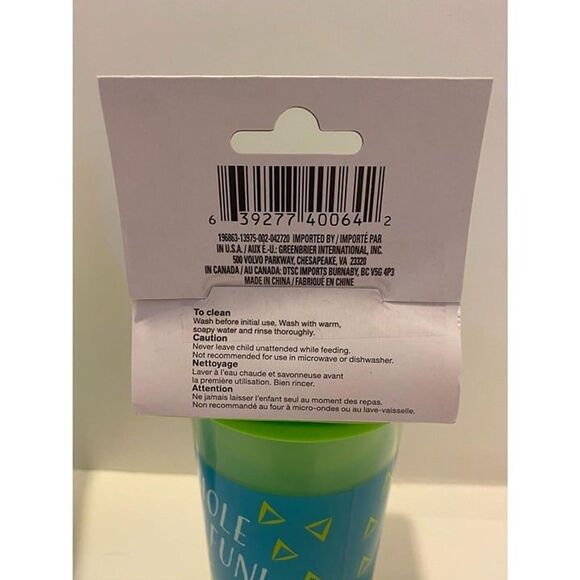 6 39277 40064 2
196863-13975-002-042720 IMPORTED BY / IMPORTÉ PAR
IN U.S.A. / AUX E.-U.: GREENBRIER INTERNATIONAL, INC.
500 VOLVO PARKWAY, CHESAPEAKE, VA 23320
IN CANADA / AU CANADA: DTSC IMPORTS BURNABY, BC V5G 4P3
MADE IN CHINA / FABRIQUÉ EN CHINE
To clean
Wash before initial use. Wash with warm,
soapy water and rinse thoroughly.
Caution
Never leave child unattended while feeding.
Not recommended for use in microwave or dishwasher.
Nettoyage
Laver à l'eau chaude et savonneuse avant
la première utilisation. Bien rincer.
Attention
Ne jamais laisser l'enfant seul au moment des repas.
Non recommandé au four à micro-ondes ou au lave-vaisselle.
OLE
FUN!